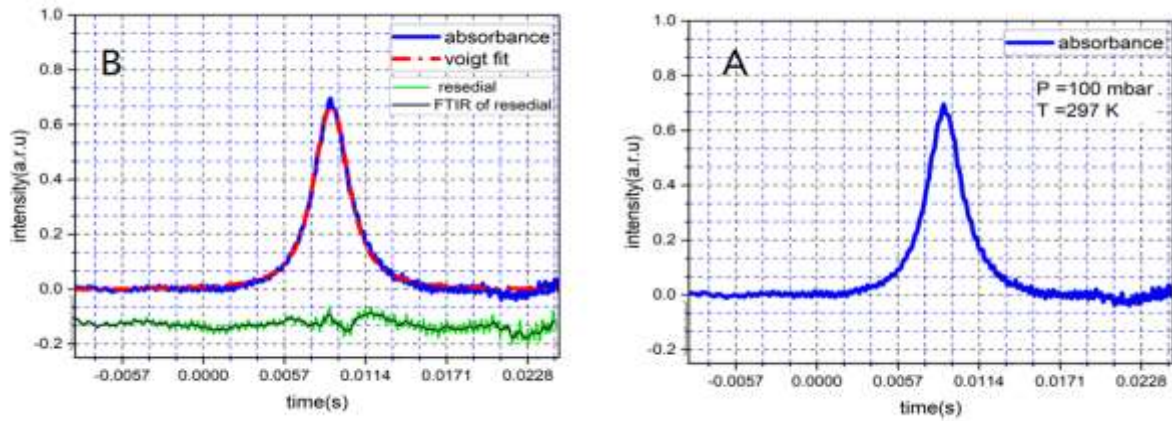 B
absorbance
voigt fit
resedial
FTIR of resedial
1.0
0.8
0.6
0.4
0.2
0.0
-0.2
intensity(a.r.u)
-0.0057 0.0000 0.0057 0.0114 0.0171 0.0228
time(s)
A
absorbance
P =100 mbar
T =297 K
1.0
0.8
0.6
0.4
0.2
0.0
-0.2
intensity(a.r.u)
-0.0057 0.0000 0.0057 0.0114 0.0171 0.0228
time(s)